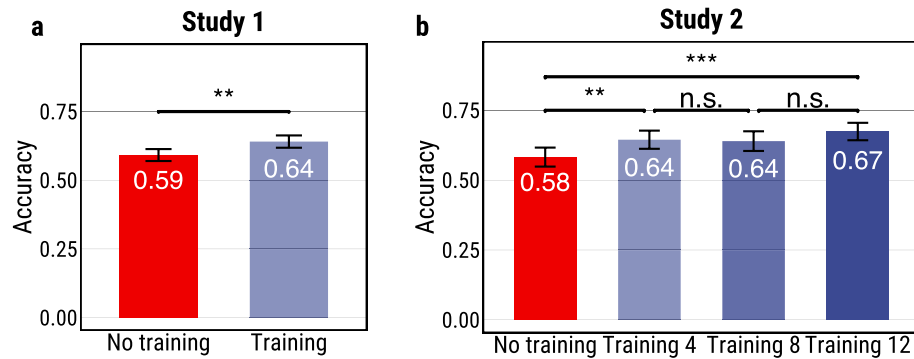 a
Study 1
Accuracy
0.75
0.50
0.25
0.00
**
0.59
0.64
No training
Training
b
Study 2
Accuracy
0.75
0.50
0.25
0.00
***
**
n.s.
n.s.
0.58
0.64
0.64
0.67
No training
Training 4
Training 8
Training 12